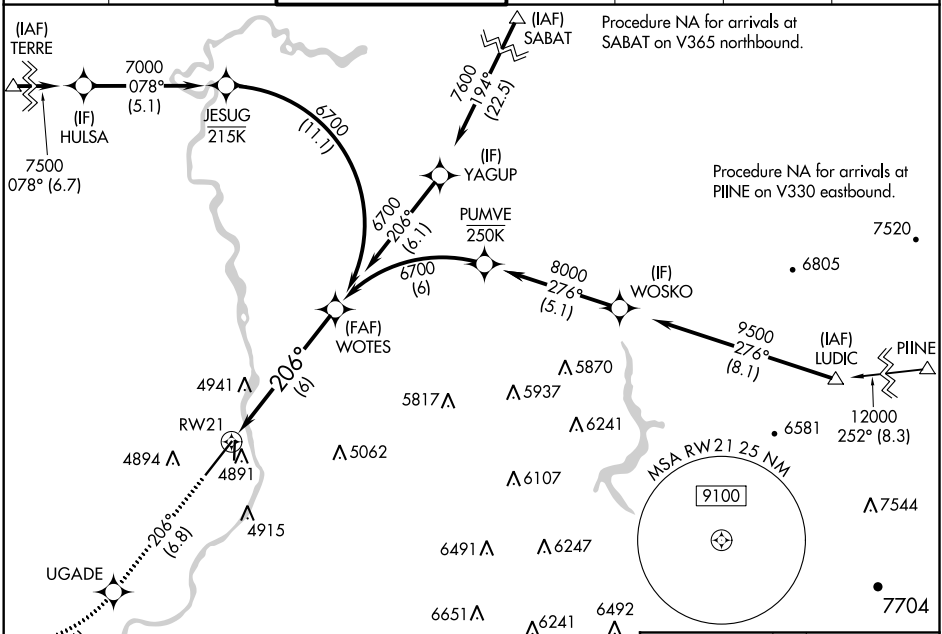 (IAF)
TERRE
7000
078°
(5.1)
(IF)
HULSA
7500
078° (6.7)
JESUG
215K
6700
(11.1)
(IAF)
SABAT
Procedure NA for arrivals at
SABAT on V365 northbound.
7600
194°
(22.5)
(IF)
YAGUP
6700
206°
(6.1)
Procedure NA for arrivals at
PIINE on V330 eastbound.
PUMVE
250K
6700
(6)
7520
6805
8000
276°
(5.1)
(IF)
WOSKO
9500
276°
(8.1)
(IAF)
LUDIC
PIINE
12000
252° (8.3)
(FAF)
WOTES
206°
(6)
4941
5870
5817
5937
6241
RW21
4894
4891
5062
6581
6107
MSA RW21 25 NM
9100
7544
4915
206°
(6.8)
6491
6247
UGADE
7704
6651
6241
6492